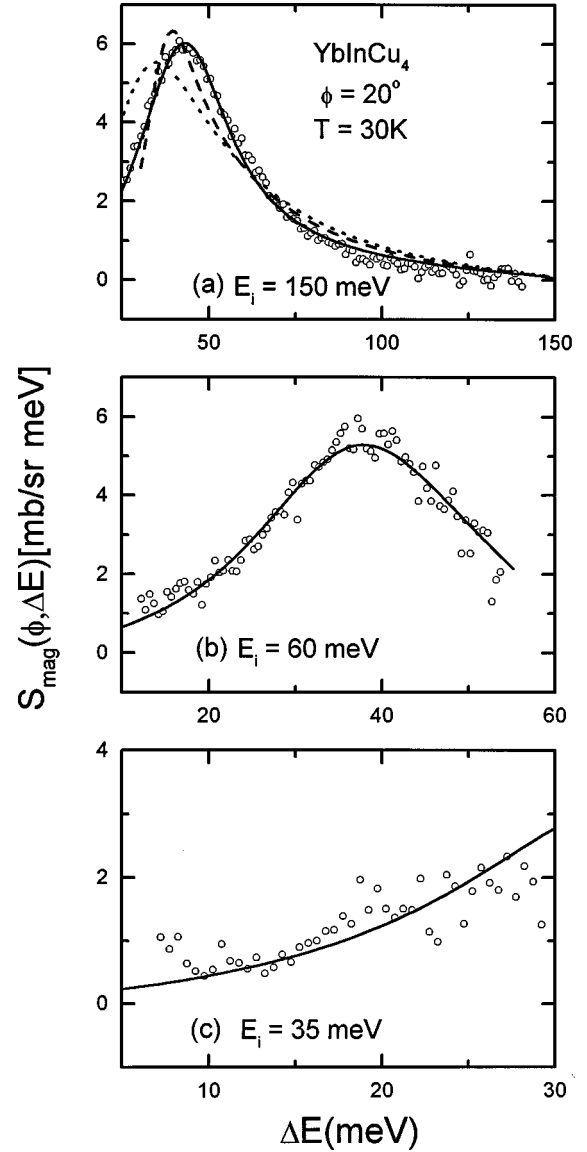 6
4
2
0
YbInCu₄
ϕ = 20°
T = 30K
(a) Eᵢ = 150 meV
50
100
150
6
4
2
0
(b) Eᵢ = 60 meV
20
40
60
4
2
0
(c) Eᵢ = 35 meV
10
20
30
S_mag(ϕ,ΔE)[mb/sr meV]
ΔE(meV)